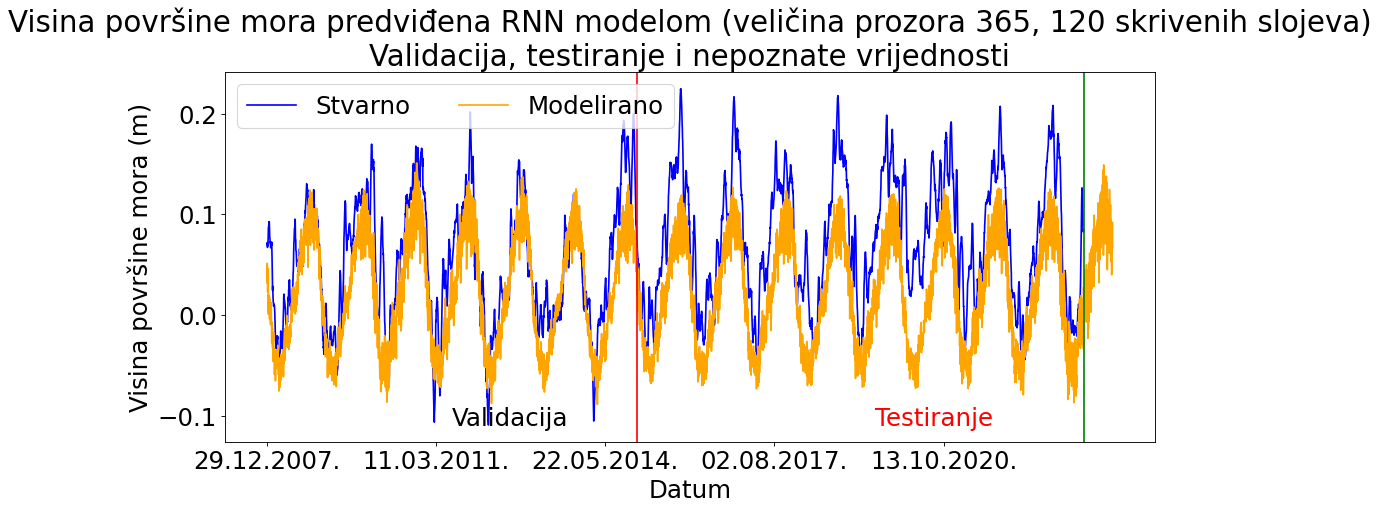 Visina površine mora predviđena RNN modelom (veličina prozora 365, 120 skrivenih slojeva)
Validacija, testiranje i nepoznate vrijednosti
Stvarno
Modelirano
Visina površine mora (m)
0.2
0.1
0.0
−0.1
Validacija
Testiranje
29.12.2007.
11.03.2011.
22.05.2014.
02.08.2017.
13.10.2020.
Datum